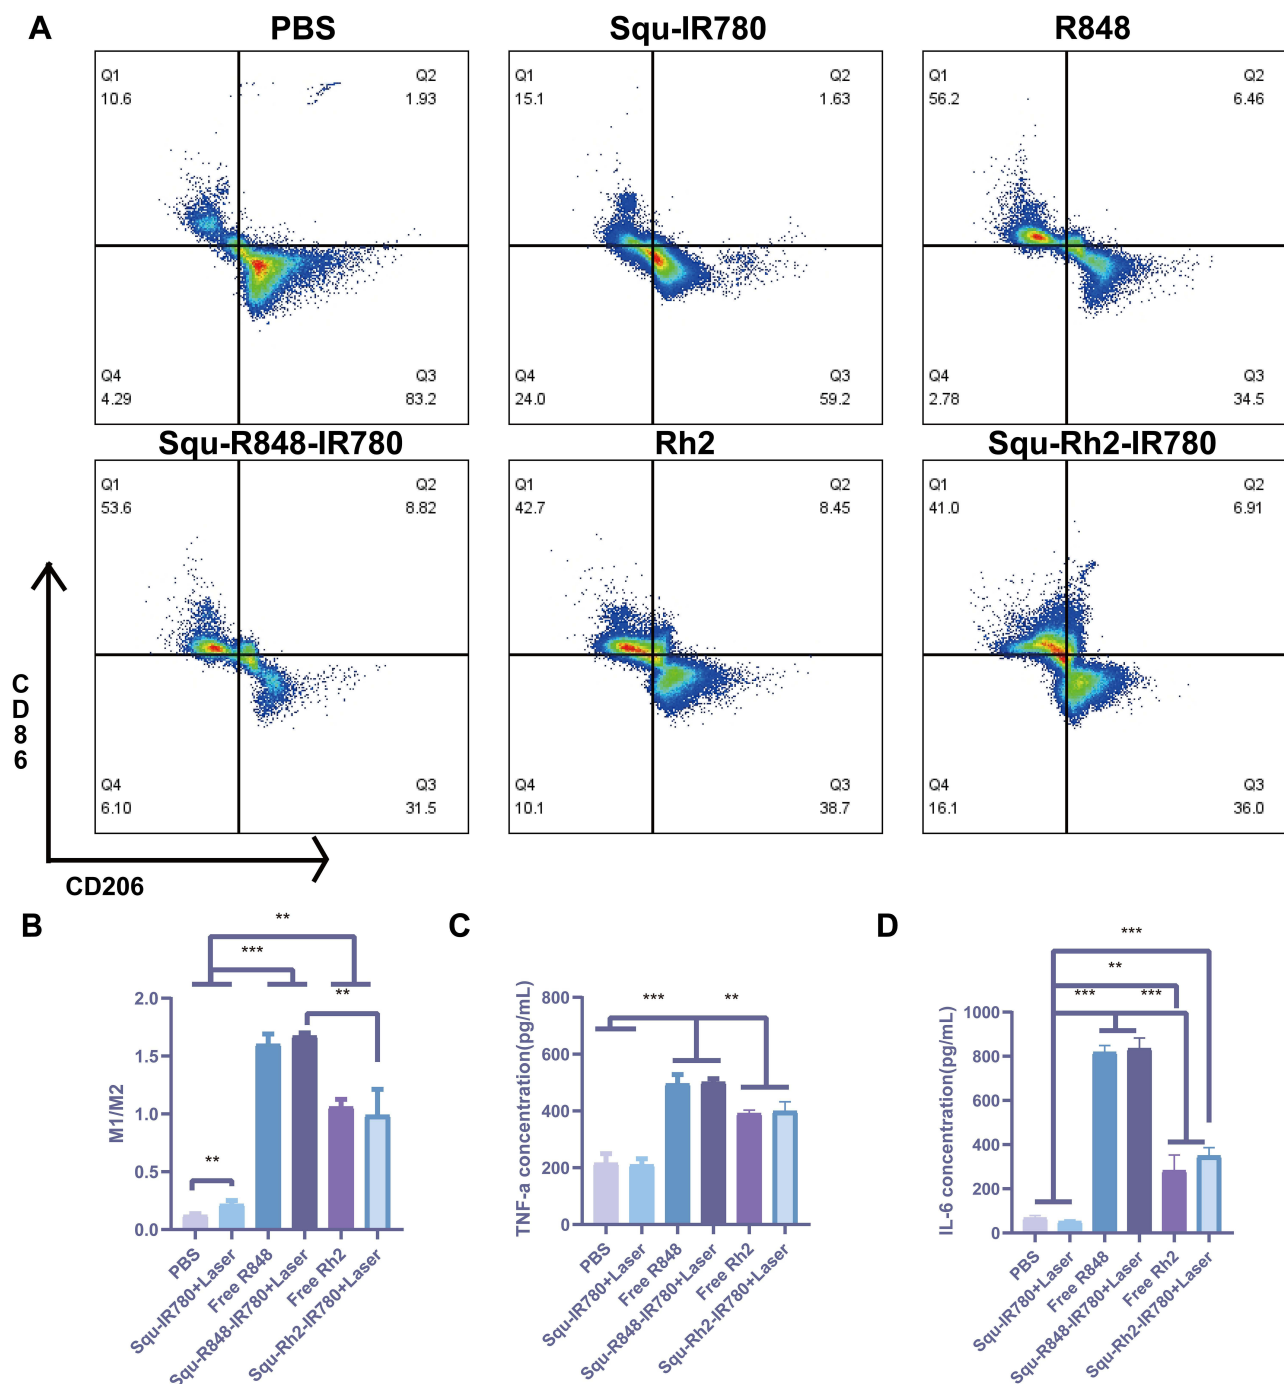 A
PBS
Squ-IR780
R848
Q1
10.6
Q2
1.93
Q4
4.29
Q3
83.2
Q1
15.1
Q2
1.63
Q4
24.0
Q3
59.2
Q1
56.2
Q2
6.46
Q4
2.78
Q3
34.5
Squ-R848-IR780
Rh2
Squ-Rh2-IR780
Q1
53.6
Q2
8.82
Q4
6.10
Q3
31.5
Q1
42.7
Q2
8.45
Q4
10.1
Q3
38.7
Q1
41.0
Q2
6.91
Q4
16.1
Q3
36.0
CD86
CD206
B
**
***
**
**
2.0
1.5
1.0
0.5
0.0
M1/M2
PBS
Squ-IR780+Laser
Free R848
Squ-R848-IR780+Laser
Free Rh2
Squ-Rh2-IR780+Laser
C
***
**
800
600
400
200
0
TNF-a concentration(pg/mL)
PBS
Squ-IR780+Laser
Free R848
Squ-R848-IR780+Laser
Free Rh2
Squ-Rh2-IR780+Laser
D
***
**
***
***
1000
800
600
400
200
0
IL-6 concentration(pg/mL)
PBS
Squ-IR780+Laser
Free R848
Squ-R848-IR780+Laser
Free Rh2
Squ-Rh2-IR780+Laser